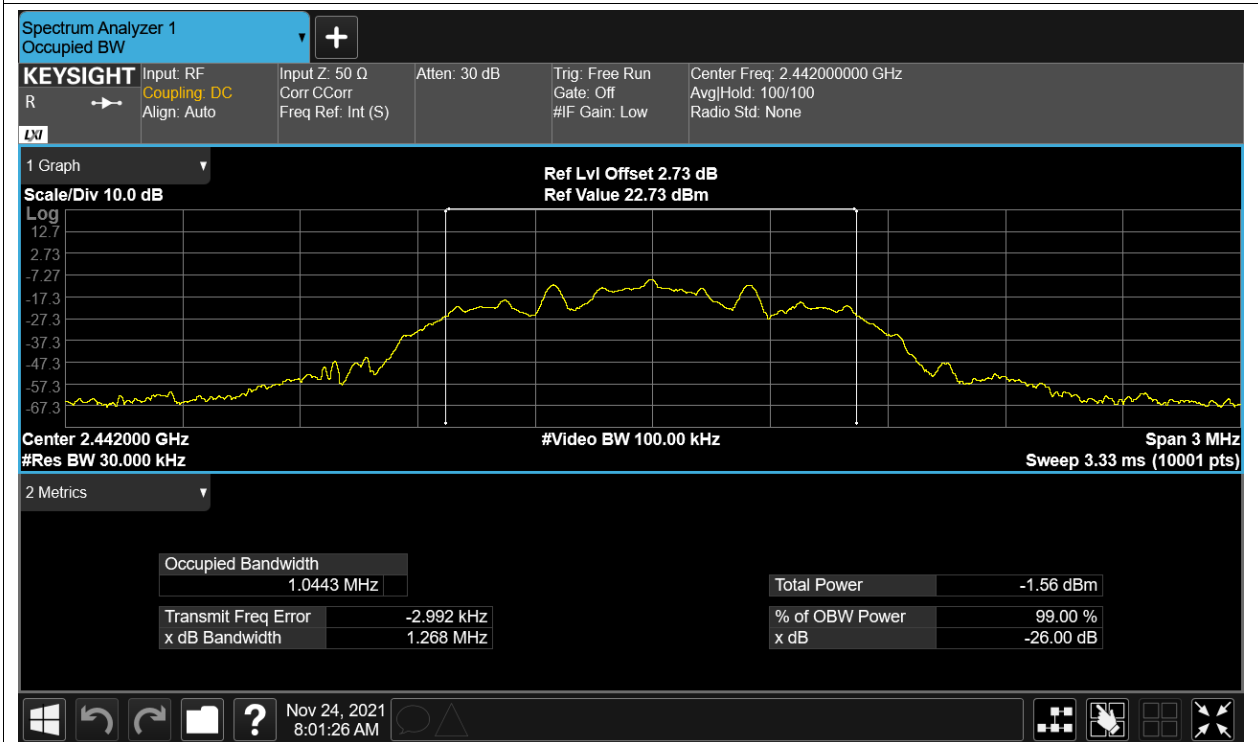 Spectrum Analyzer 1
Occupied BW
KEYSIGHT
R
LXI
Input: RF
Coupling: DC
Align: Auto
Input Z: 50 Ω
Corr CCorr
Freq Ref: Int (S)
Atten: 30 dB
Trig: Free Run
Gate: Off
#IF Gain: Low
Center Freq: 2.442000000 GHz
Avg|Hold: 100/100
Radio Std: None
1 Graph
Scale/Div 10.0 dB
Ref Lvl Offset 2.73 dB
Ref Value 22.73 dBm
Log
12.7
2.73
-7.27
-17.3
-27.3
-37.3
-47.3
-57.3
-67.3
Center 2.442000 GHz
#Res BW 30.000 kHz
#Video BW 100.00 kHz
Span 3 MHz
Sweep 3.33 ms (10001 pts)
2 Metrics
Occupied Bandwidth
1.0443 MHz
Transmit Freq Error -2.992 kHz
x dB Bandwidth 1.268 MHz
Total Power -1.56 dBm
% of OBW Power 99.00 %
x dB -26.00 dB
?
Nov 24, 2021
8:01:26 AM